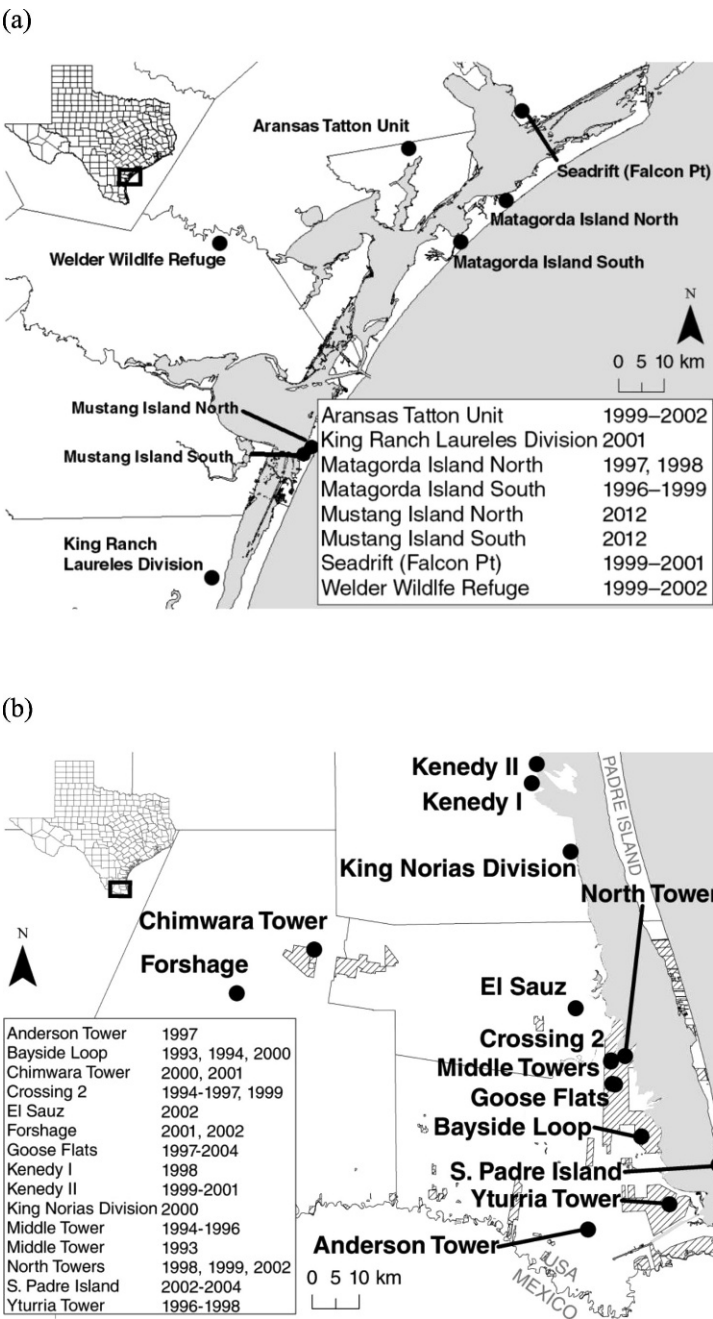 (a)
Aransas Tatton Unit
Seadrift (Falcon Pt)
Matagorda Island North
Welder Wildlfe Refuge
Matagorda Island South
N
0 5 10 km
Mustang Island North
Mustang Island South
King Ranch
Laureles Division
Aransas Tatton Unit 1999–2002
King Ranch Laureles Division 2001
Matagorda Island North 1997, 1998
Matagorda Island South 1996–1999
Mustang Island North 2012
Mustang Island South 2012
Seadrift (Falcon Pt) 1999–2001
Welder Wildlfe Refuge 1999–2002
(b)
Kenedy II
Kenedy I
PADRE ISLAND
King Norias Division
North Tower
Chimwara Tower
N
Forshage
El Sauz
Crossing 2
Middle Towers
Goose Flats
Bayside Loop
S. Padre Island
Yturria Tower
Anderson Tower
USA
MEXICO
Anderson Tower 1997
Bayside Loop 1993, 1994, 2000
Chimwara Tower 2000, 2001
Crossing 2 1994-1997, 1999
El Sauz 2002
Forshage 2001, 2002
Goose Flats 1997-2004
Kenedy I 1998
Kenedy II 1999-2001
King Norias Division 2000
Middle Tower 1994-1996
Middle Tower 1993
North Towers 1998, 1999, 2002
S. Padre Island 2002-2004
Yturria Tower 1996-1998
0 5 10 km